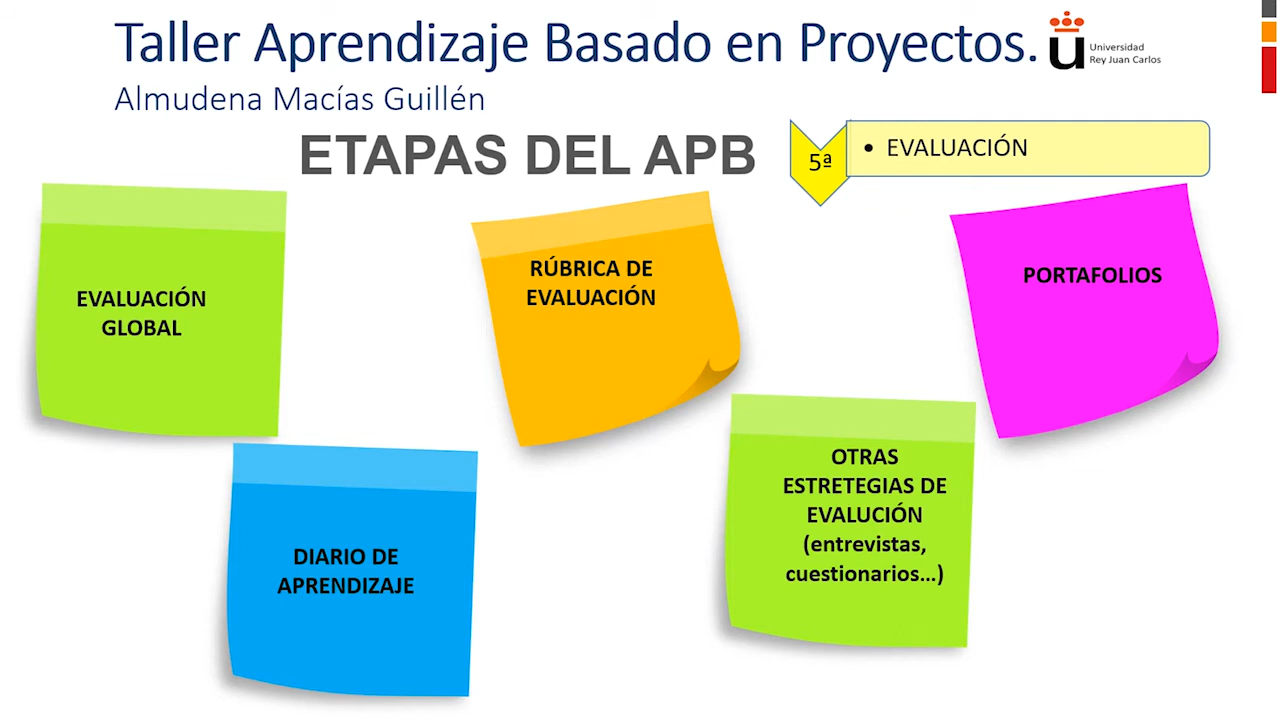 Taller Aprendizaje Basado en Proyectos.
Universidad
Rey Juan Carlos
Almudena Macías Guillén
ETAPAS DEL APB
5ª
• EVALUACIÓN
EVALUACIÓN
GLOBAL
RÚBRICA DE
EVALUACIÓN
PORTAFOLIOS
DIARIO DE
APRENDIZAJE
OTRAS
ESTRETEGIAS DE
EVALUCIÓN
(entrevistas,
cuestionarios…)